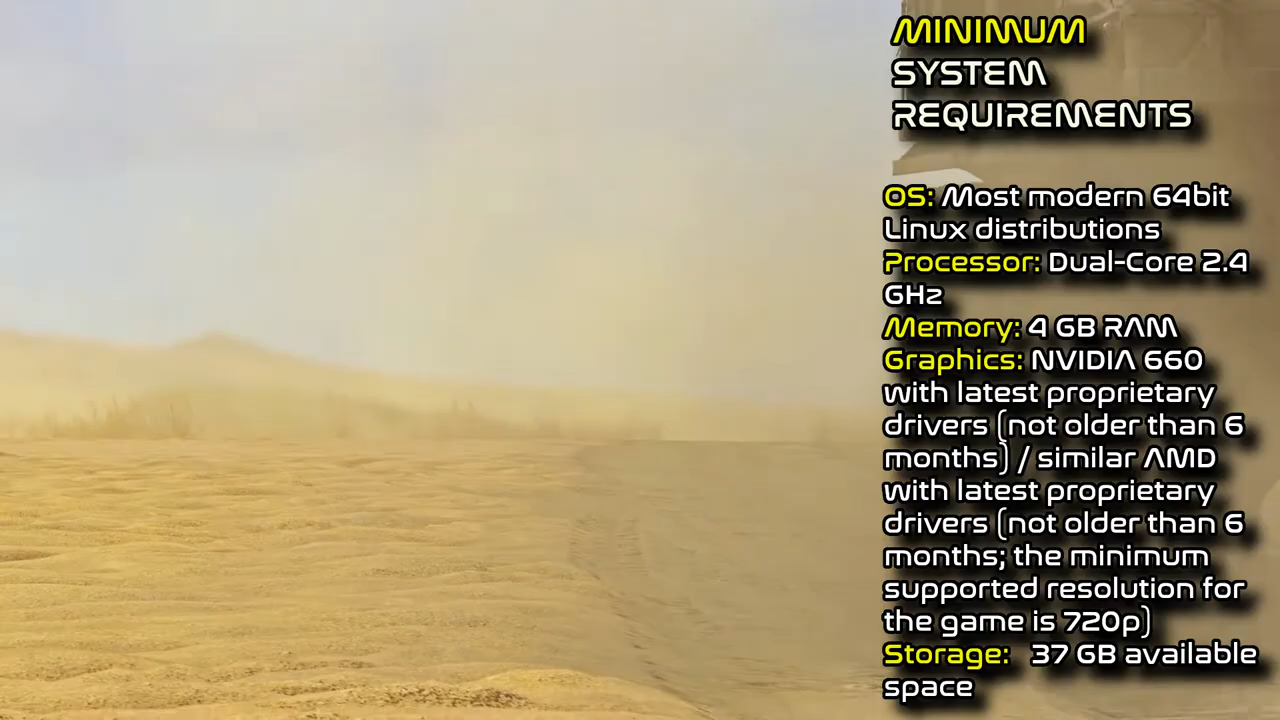 MINIMUM
SYSTEM
REQUIREMENTS
OS: Most modern 64bit
Linux distributions
Processor: Dual-Core 2.4
GHz
Memory: 4 GB RAM
Graphics: NVIDIA 660
with latest proprietary
drivers (not older than 6
months) / similar AMD
with latest proprietary
drivers (not older than 6
months; the minimum
supported resolution for
the game is 720p)
Storage: 37 GB available
space